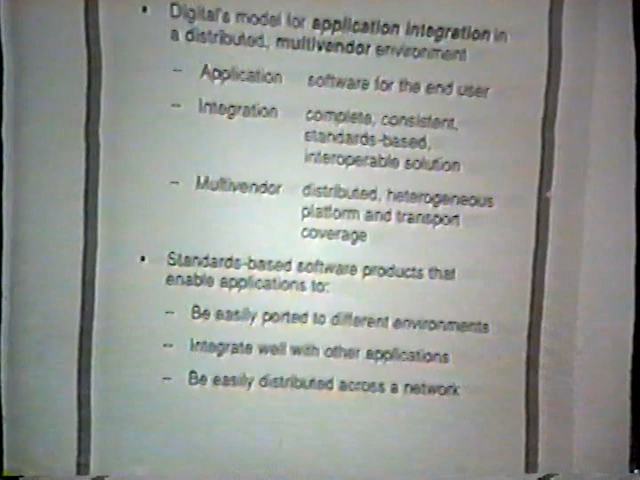 • Digital's model for application integration in
a distributed, multivendor environment
– Application software for the end user
– Integration complete, consistent,
standards-based,
interoperable solution
– Multivendor distributed, heterogeneous
platform and transport
coverage
• Standards-based software products that
enable applications to:
– Be easily ported to different environments
– Integrate well with other applications
– Be easily distributed across a network